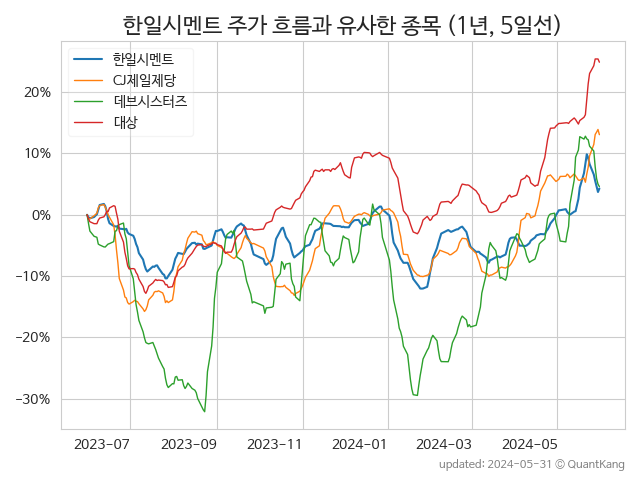 한일시멘트 주가 흐름과 유사한 종목 (1년, 5일선)
한일시멘트
CJ제일제당
데브시스터즈
대상
20%
10%
0%
−10%
−20%
−30%
2023-07 2023-09 2023-11 2024-01 2024-03 2024-05
updated: 2024-05-31 ⓒ QuantKang